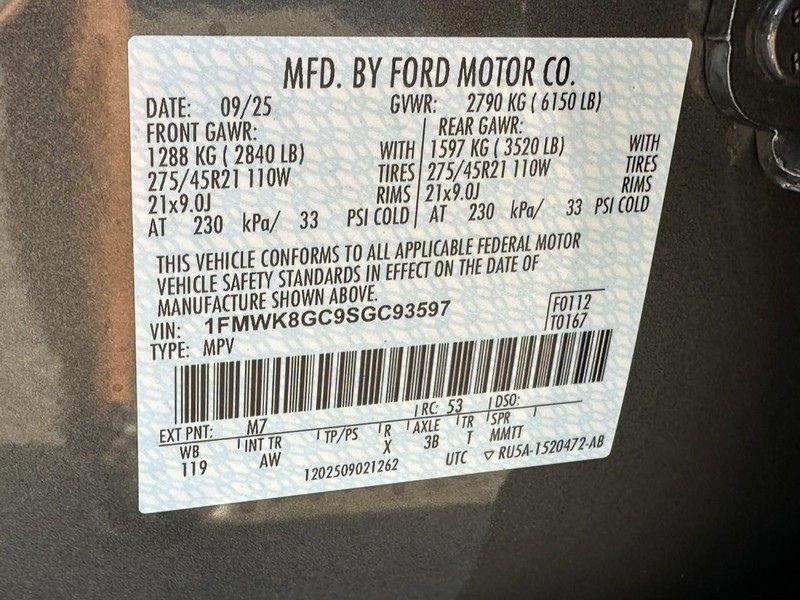 MFD. BY FORD MOTOR CO.
DATE: 09/25 GVWR: 2790 KG ( 6150 LB)
FRONT GAWR: REAR GAWR:
1288 KG ( 2840 LB) WITH 1597 KG ( 3520 LB) WITH
275/45R21 110W TIRES 275/45R21 110W TIRES
21x9.0J RIMS 21x9.0J RIMS
AT 230 kPa/ 33 PSI COLD AT 230 kPa/ 33 PSI COLD
THIS VEHICLE CONFORMS TO ALL APPLICABLE FEDERAL MOTOR
VEHICLE SAFETY STANDARDS IN EFFECT ON THE DATE OF
MANUFACTURE SHOWN ABOVE.
VIN: 1FMWK8GC9SGC93597 F0112
TYPE: MPV T0167
EXT PNT: M7 RC: 53 DSO:
WB INT TR TP/PS R AXLE TR SPR
119 AW X 3B T MMTT
1202509021262 UTC ▽ RU5A-1520472-AB